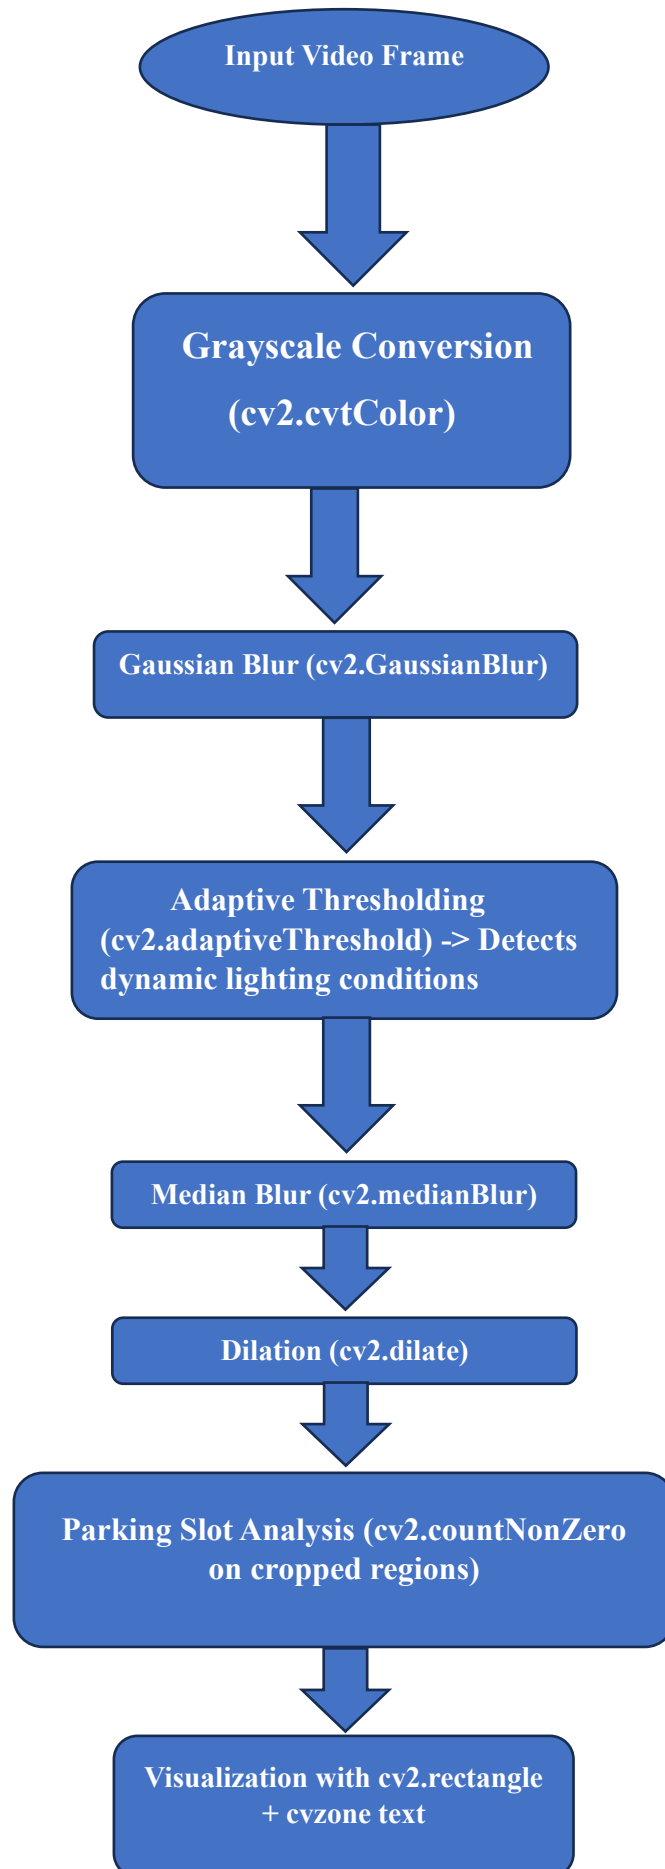 Input Video Frame
Grayscale Conversion
(cv2.cvtColor)
Gaussian Blur (cv2.GaussianBlur)
Adaptive Thresholding
(cv2.adaptiveThreshold) -> Detects
dynamic lighting conditions
Median Blur (cv2.medianBlur)
Dilation (cv2.dilate)
Parking Slot Analysis (cv2.countNonZero
on cropped regions)
Visualization with cv2.rectangle
+ cvzone text